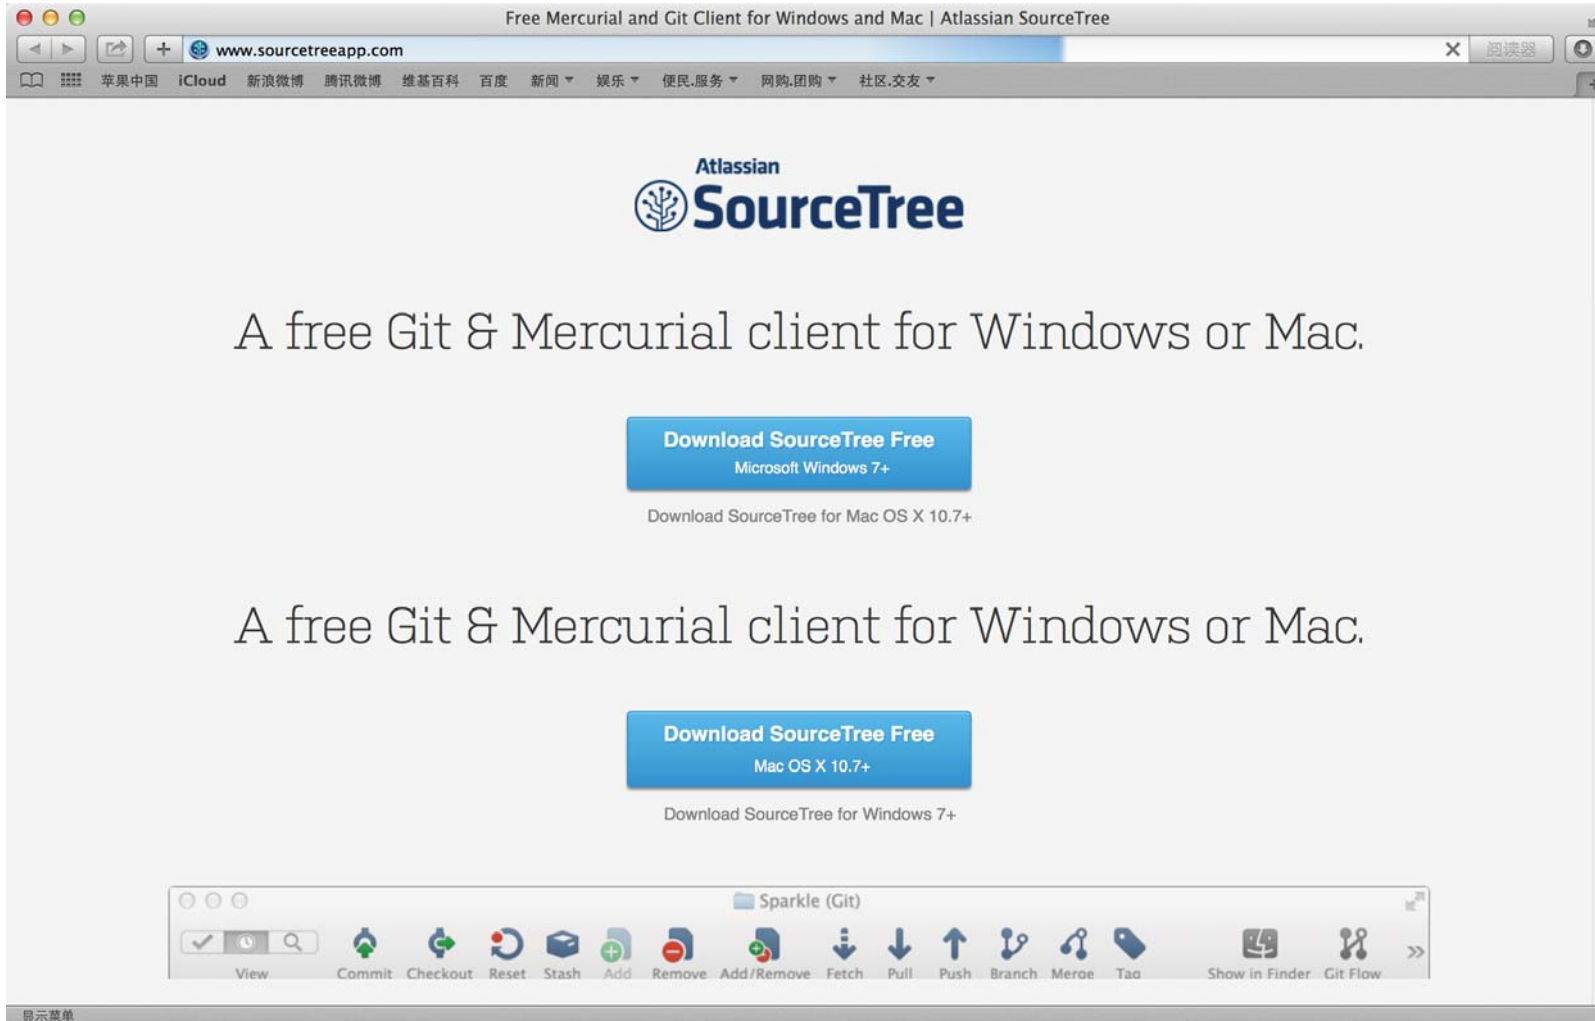 Free Mercurial and Git Client for Windows and Mac | Atlassian SourceTree
www.sourcetreeapp.com 阅读器
苹果中国 iCloud 新浪微博 腾讯微博 维基百科 百度 新闻 娱乐 便民.服务 网购.团购 社区.交友
Atlassian
SourceTree
A free Git & Mercurial client for Windows or Mac.
Download SourceTree Free
Microsoft Windows 7+
Download SourceTree for Mac OS X 10.7+
A free Git & Mercurial client for Windows or Mac.
Download SourceTree Free
Mac OS X 10.7+
Download SourceTree for Windows 7+
Sparkle (Git)
View Commit Checkout Reset Stash Add Remove Add/Remove Fetch Pull Push Branch Merge Tag Show in Finder Git Flow
显示菜单